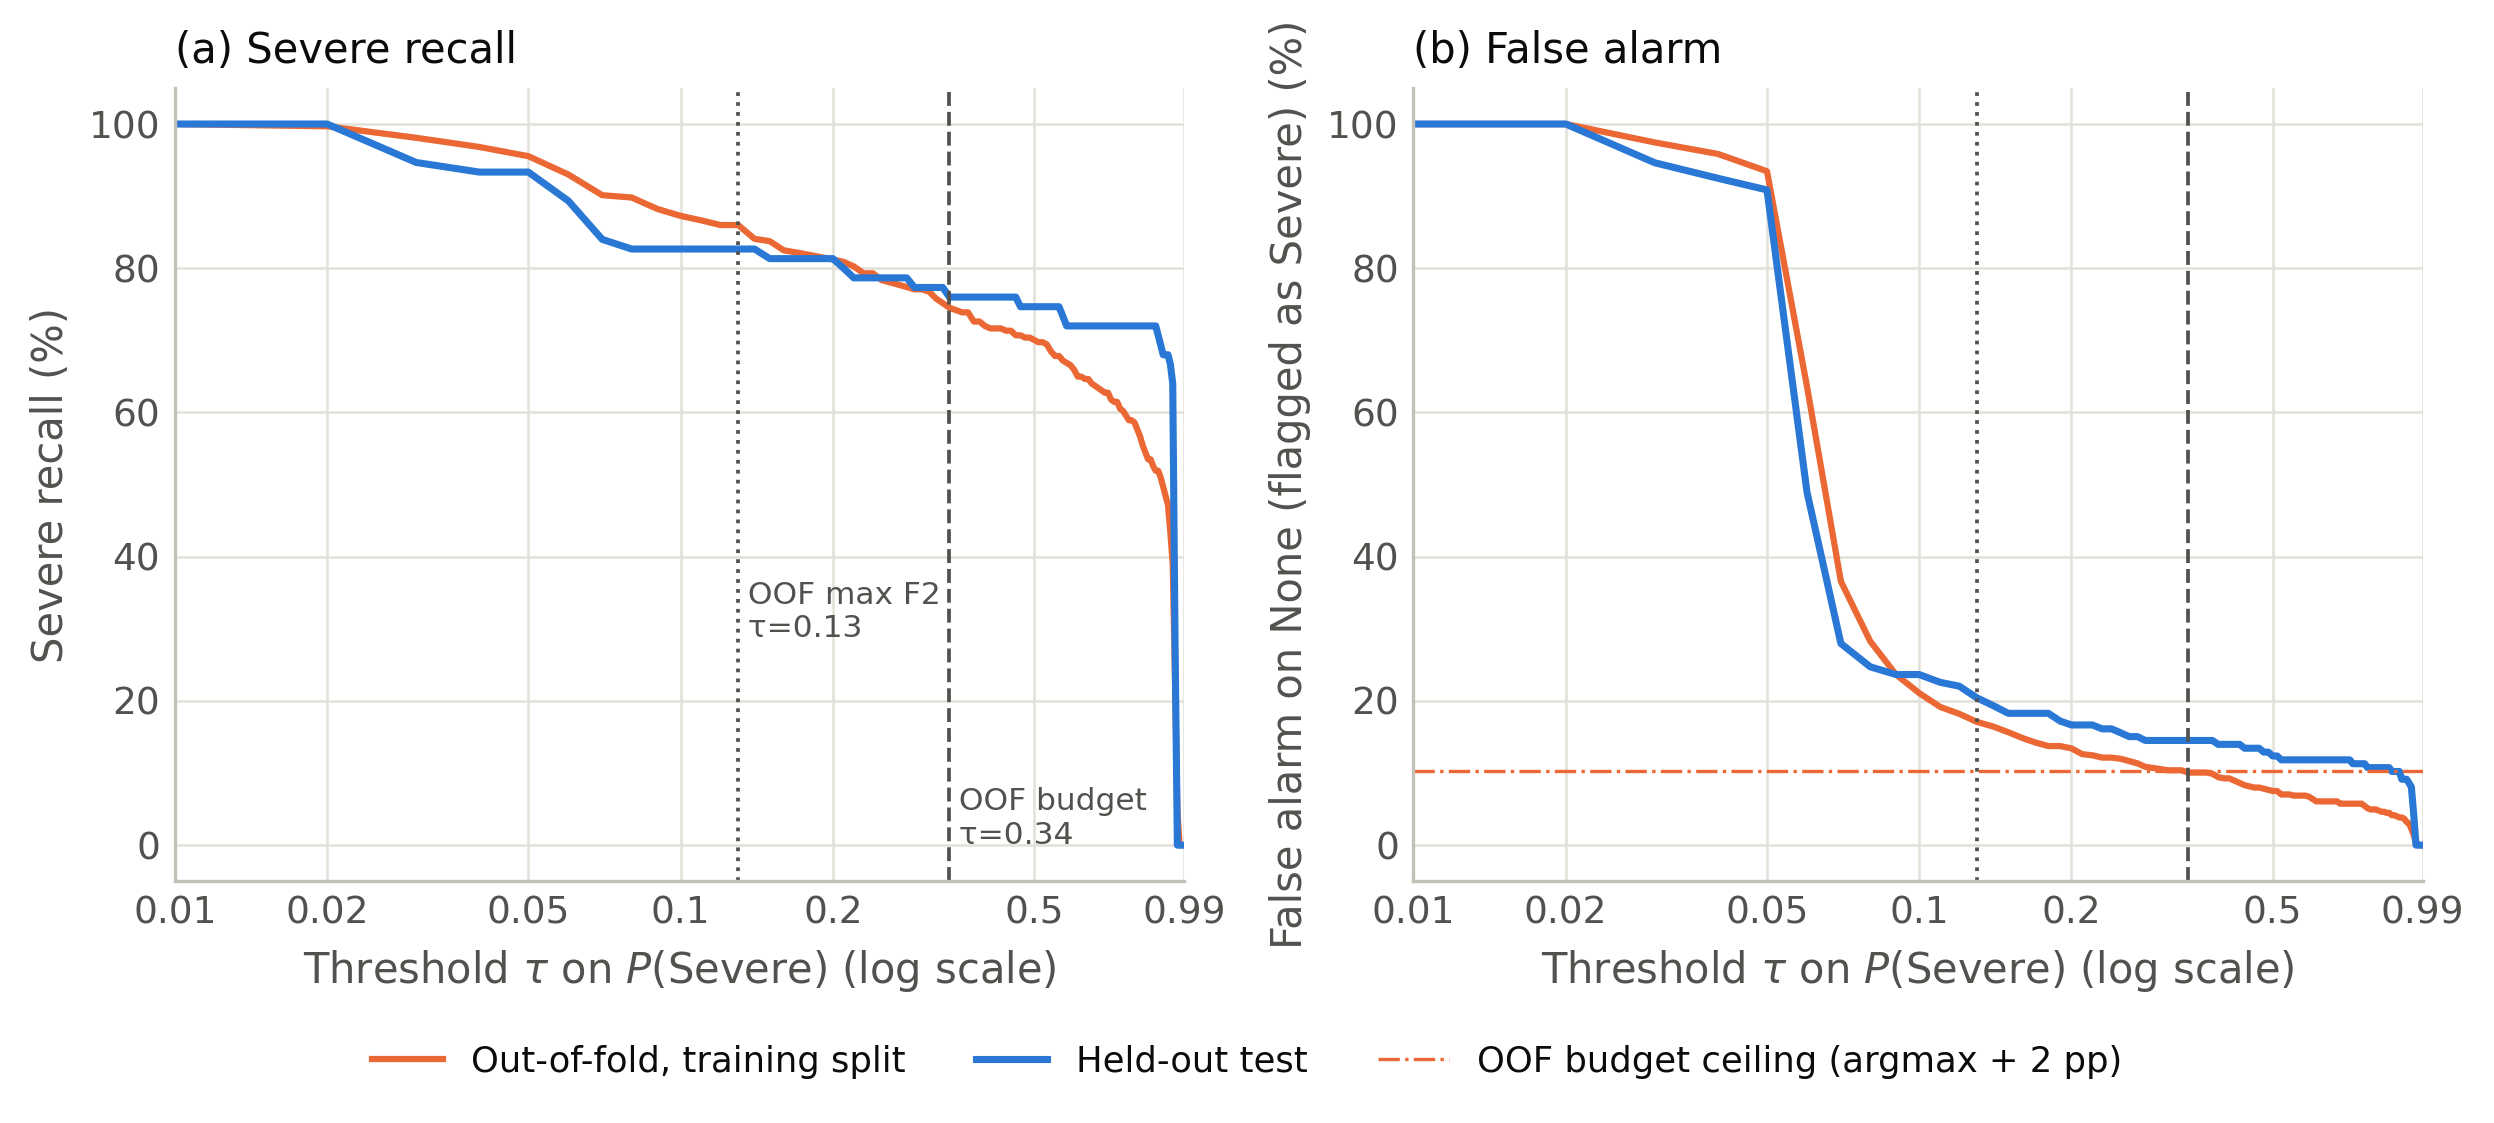 (a) Severe recall
Severe recall (%)
100
80
60
40
20
0
OOF max F2
τ=0.13
OOF budget
τ=0.34
0.01 0.02 0.05 0.1 0.2 0.5 0.99
Threshold τ on P(Severe) (log scale)
(b) False alarm
False alarm on None (flagged as Severe) (%)
100
80
60
40
20
0
0.01 0.02 0.05 0.1 0.2 0.5 0.99
Threshold τ on P(Severe) (log scale)
Out-of-fold, training split
Held-out test
OOF budget ceiling (argmax + 2 pp)